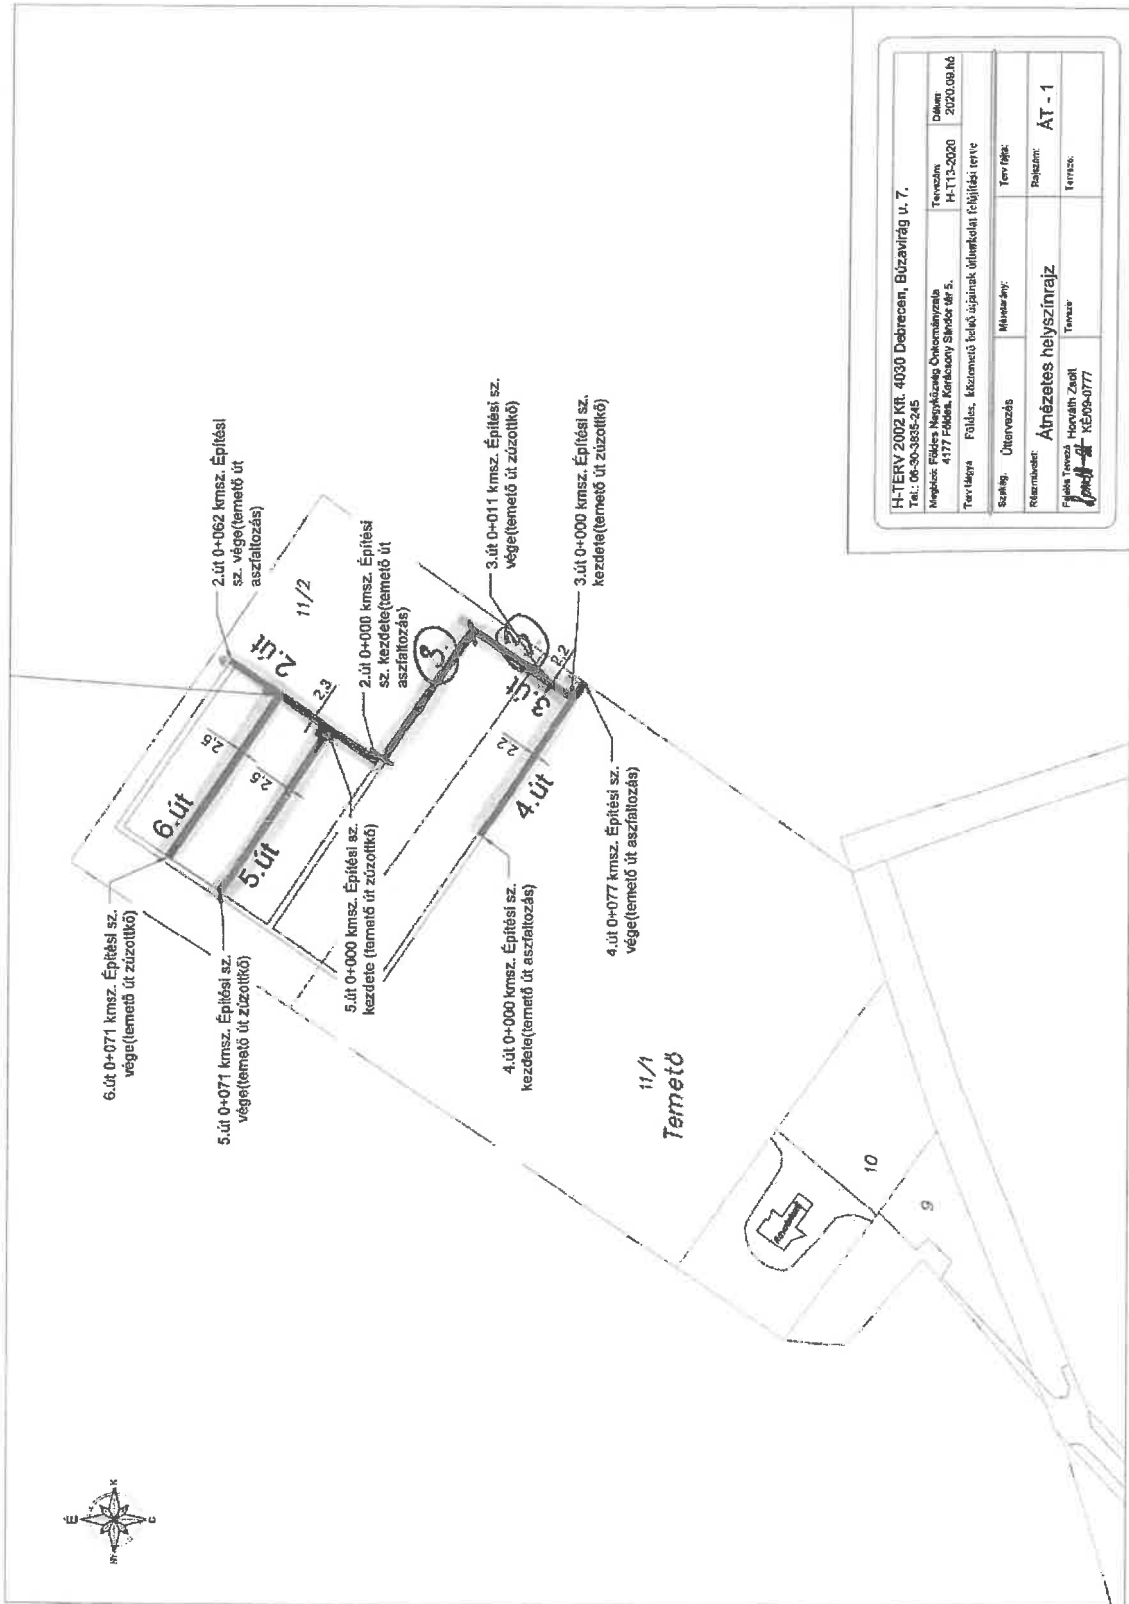 6.út 0+071 kmsz. Építési sz.
vége(temető út zúzottkő)
5.út 0+071 kmsz. Építési sz.
vége(temető út zúzottkő)
2.út 0+062 kmsz. Építési
sz. vége(temető út
aszfaltozás)
5.út 0+000 kmsz. Építési sz.
kezdete (temető út zúzottkő)
2.út 0+000 kmsz. Építési
sz. kezdete(temető út
aszfaltozás)
4.út 0+000 kmsz. Építési sz.
kezdete(temető út aszfaltozás)
3.út 0+011 kmsz. Építési sz.
vége(temető út zúzottkő)
3.út 0+000 kmsz. Építési sz.
kezdete(temető út zúzottkő)
4.út 0+077 kmsz. Építési sz.
vége(temető út aszfaltozás)
6.út
5.út
2.út
3.út
4.út
2,5
2,5
2,3
2,2
2,2
3.
11/2
11/1
Temető
10
9
É
K
D
NY
H-TERV 2002 Kft. 4030 Debrecen, Búzavirág u. 7.
Tel.: 06-30-3835-245
Megbízó: Földes Nagyközség Önkormányzata
4177 Földes, Karácsony Sándor tér 5.
Tervszám:
H-T13-2020
Dátum:
2020.09.hó
Terv tárgya Földes, köztemető belső útjainak útburkolat felújítási terve
Szakág: Úttervezés
Méretarány:
Terv fajta:
Részművelet:
Átnézetes helyszínrajz
Rajzszám:
ÁT - 1
Felelős Tervező
Horváth Zsolt
KÉ/09-0777
Tervező:
Tervező: